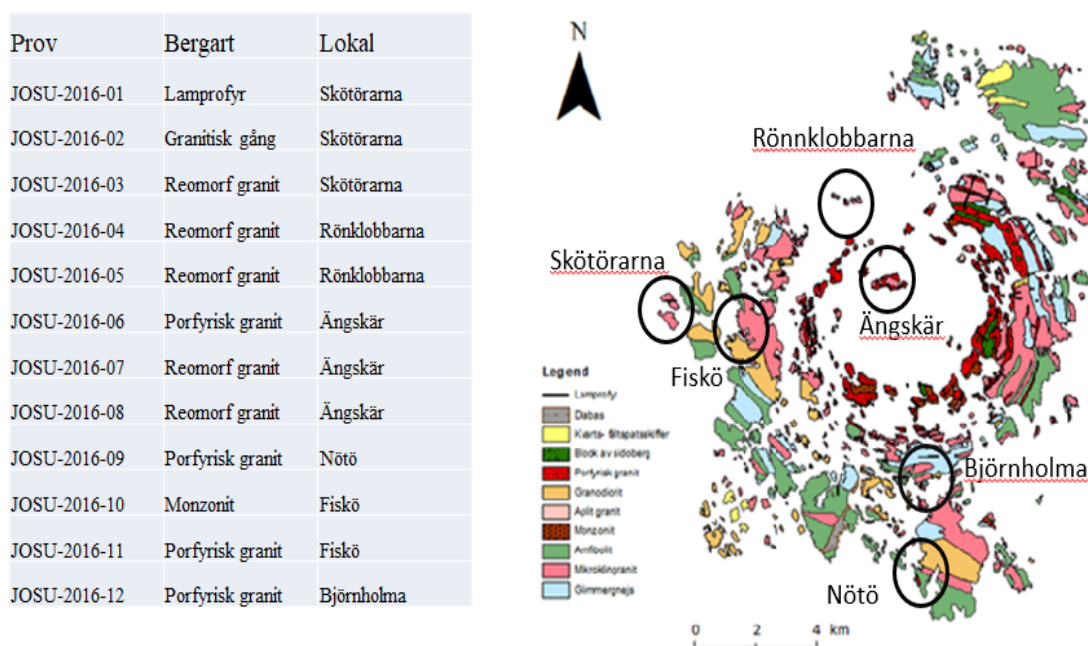 Prov Bergart Lokal
JOSU-2016-01 Lamprofyr Skötörarna
JOSU-2016-02 Granitisk gång Skötörarna
JOSU-2016-03 Reomorf granit Skötörarna
JOSU-2016-04 Reomorf granit Rönklobbarna
JOSU-2016-05 Reomorf granit Rönklobbarna
JOSU-2016-06 Porfyrisk granit Ängskär
JOSU-2016-07 Porfyrisk granit Ängskär
JOSU-2016-08 Reomorf granit Ängskär
JOSU-2016-09 Porfyrisk granit Nötö
JOSU-2016-10 Monzonit Fiskö
JOSU-2016-11 Porfyrisk granit Fiskö
JOSU-2016-12 Porfyrisk granit Björnholma
N
Rönnklobbarna
Skötörarna
Ängskär
Fiskö
Björnholma
Nötö
Legend
Lamprofyr
Diabas
Kvarts- fältspatsskiffer
Block av sidoberg
Porfyrisk granit
Granodiorit
Aplit granit
Monzonit
Amfibolit
Mikroklingranit
Glimmergnejs
0 2 4 km